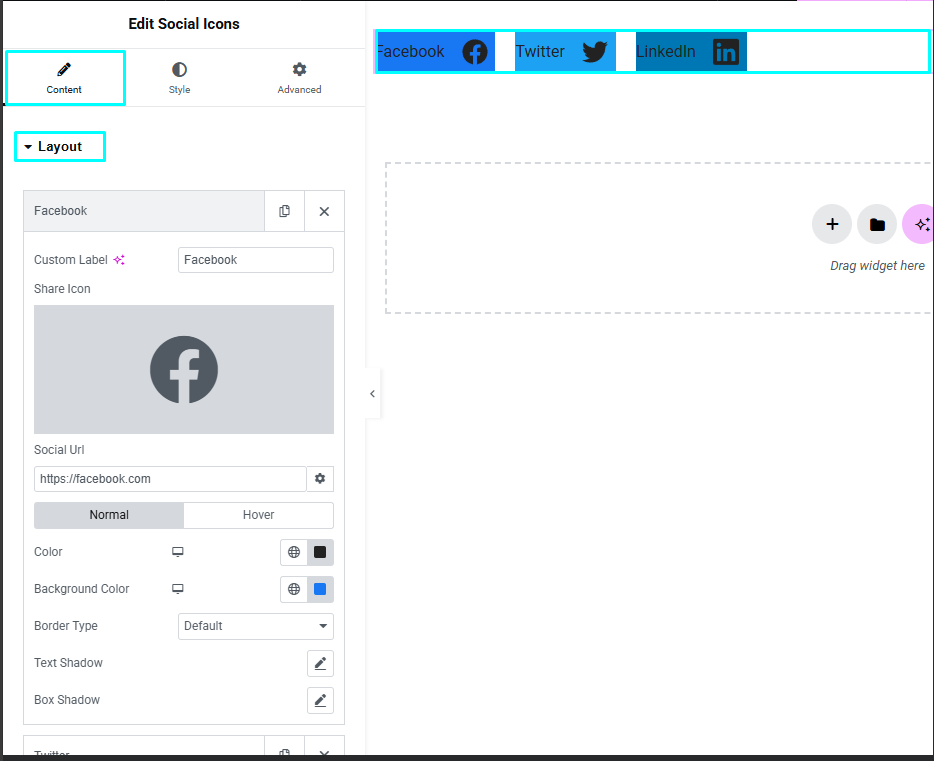 Edit Social Icons
Content
Style
Advanced
Layout
Facebook
Custom Label
Facebook
Share Icon
Social Url
https://facebook.com
Normal
Hover
Color
Background Color
Border Type
Default
Text Shadow
Box Shadow
Twitter
Facebook
Twitter
LinkedIn
Drag widget here